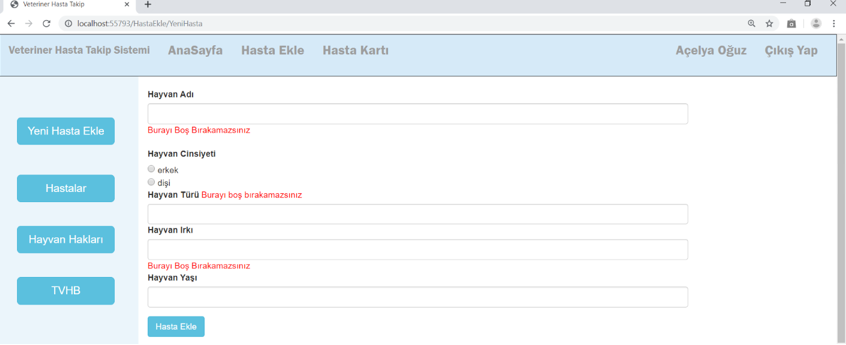 Veteriner Hasta Takip
localhost:55793/HastaEkle/YeniHasta
Veteriner Hasta Takip Sistemi AnaSayfa Hasta Ekle Hasta Kartı Açelya Oğuz Çıkış Yap
Hayvan Adı
Burayı Boş Bırakamazsınız
Yeni Hasta Ekle
Hayvan Cinsiyeti
erkek
dişi
Hastalar
Hayvan Türü Burayı boş bırakamazsınız
Hayvan Irkı
Hayvan Hakları
Burayı Boş Bırakamazsınız
Hayvan Yaşı
TVHB
Hasta Ekle